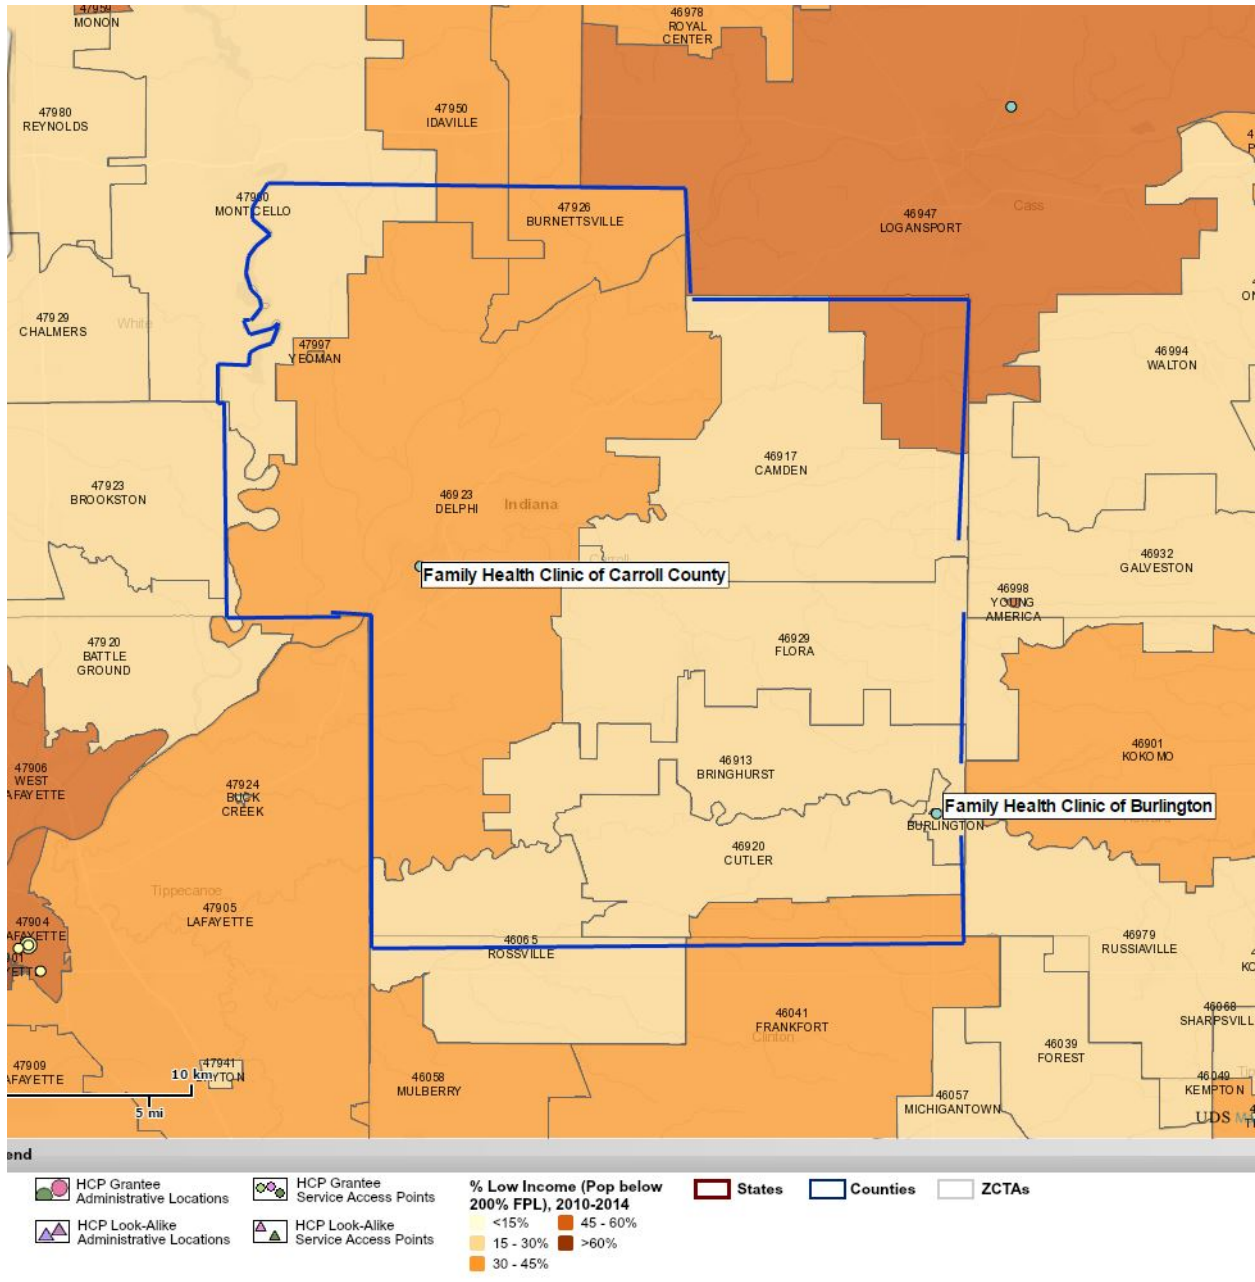 47959
MONON
46978
ROYAL
CENTER
47980
REYNOLDS
47950
IDAVILLE
47960
MONTICELLO
47926
BURNETTSVILLE
46947
LOGANSPORT
Cass
47929
CHALMERS
White
47997
YEOMAN
46994
WALTON
46917
CAMDEN
47923
BROOKSTON
46923
DELPHI
Indiana
Carroll
46932
GALVESTON
Family Health Clinic of Carroll County
46998
YOUNG
AMERICA
47920
BATTLE
GROUND
46929
FLORA
46901
KOKOMO
47906
WEST
AFAYETTE
46913
BRINGHURST
47924
BUCK
CREEK
Family Health Clinic of Burlington
BURLINGTON
Howard
46920
CUTLER
Tippecanoe
47905
LAFAYETTE
47904
AFAYETTE
46065
ROSSVILLE
46979
RUSSIAVILLE
KO
46041
FRANKFORT
Clinton
46068
SHARPSVILL
46039
FOREST
47909
AFAYETTE
47941
10 km
5 mi
46058
MULBERRY
46057
MICHIGANTOWN
46049
KEMPTON
UDS
end
HCP Grantee
Administrative Locations
HCP Grantee
Service Access Points
HCP Look-Alike
Administrative Locations
HCP Look-Alike
Service Access Points
% Low Income (Pop below
200% FPL), 2010-2014
<15%
45 - 60%
15 - 30%
>60%
30 - 45%
States
Counties
ZCTAs